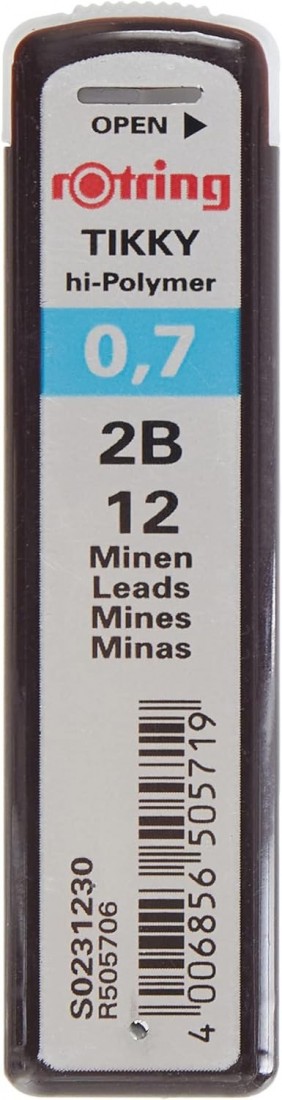 OPEN ▶
rotring
TIKKY
hi-Polymer
0,7
2B
12
Minen
Leads
Mines
Minas
S0231230
R505706
4 006856 505719